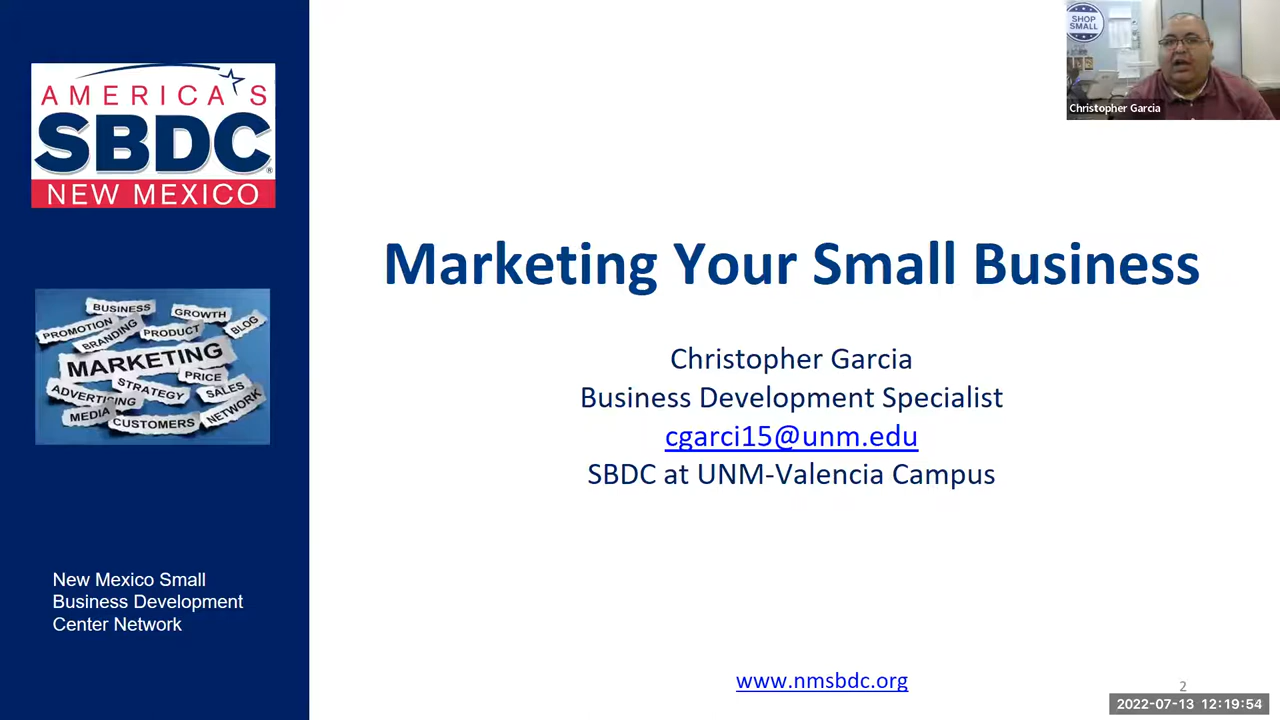 AMERICA'S
SBDC
NEW MEXICO
BUSINESS
GROWTH
PROMOTION
BRANDING
PRODUCT
BLOG
MARKETING
PRICE
STRATEGY
SALES
ADVERTISING
MEDIA
CUSTOMERS
NETWORK
New Mexico Small
Business Development
Center Network
SHOP
SMALL
Christopher Garcia
Marketing Your Small Business
Christopher Garcia
Business Development Specialist
cgarci15@unm.edu
SBDC at UNM-Valencia Campus
www.nmsbdc.org
2
2022-07-13 12:19:54